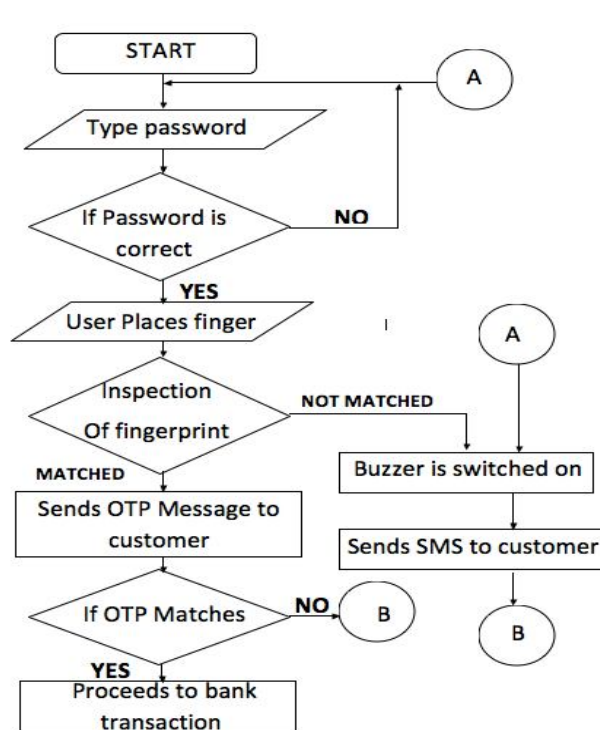 START
A
Type password
If Password is
correct
NO
YES
User Places finger
A
Inspection
Of fingerprint
NOT MATCHED
MATCHED
Buzzer is switched on
Sends OTP Message to
customer
Sends SMS to customer
If OTP Matches
NO
B
B
YES
Proceeds to bank
transaction